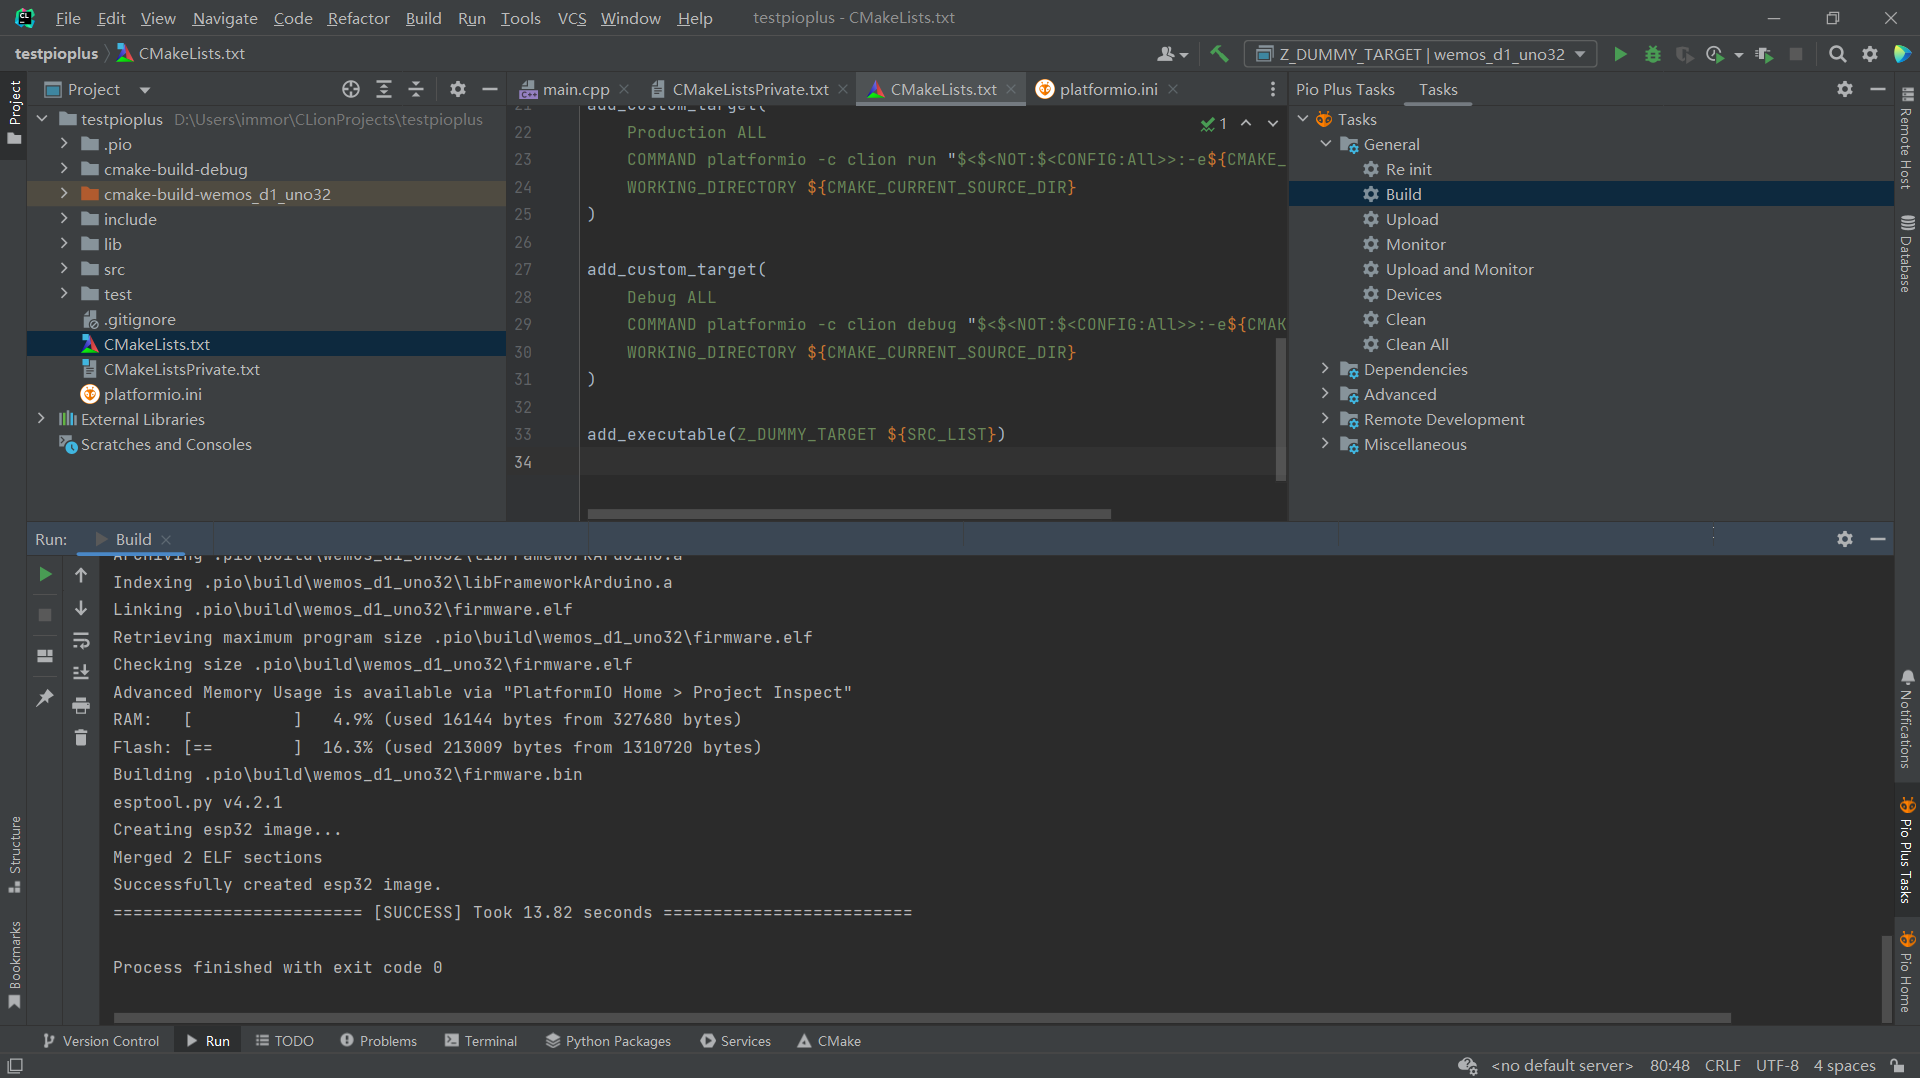 File Edit View Navigate Code Refactor Build Run Tools VCS Window Help testpioplus - CMakeLists.txt
testpioplus CMakeLists.txt Z_DUMMY_TARGET | wemos_d1_uno32
Project
main.cpp CMakeListsPrivate.txt CMakeLists.txt platformio.ini
Pio Plus Tasks Tasks
Project
testpioplus D:\Users\immor\CLionProjects\testpioplus
.pio
cmake-build-debug
cmake-build-wemos_d1_uno32
include
lib
src
test
.gitignore
CMakeLists.txt
CMakeListsPrivate.txt
platformio.ini
External Libraries
Scratches and Consoles
21 add_custom_target(
22 Production ALL
23 COMMAND platformio -c clion run "$<$<NOT:$<CONFIG:All>>:-e${CMAKE_
24 WORKING_DIRECTORY ${CMAKE_CURRENT_SOURCE_DIR}
25 )
26
27 add_custom_target(
28 Debug ALL
29 COMMAND platformio -c clion debug "$<$<NOT:$<CONFIG:All>>:-e${CMAK
30 WORKING_DIRECTORY ${CMAKE_CURRENT_SOURCE_DIR}
31 )
32
33 add_executable(Z_DUMMY_TARGET ${SRC_LIST})
34
1
Tasks
General
Re init
Build
Upload
Monitor
Upload and Monitor
Devices
Clean
Clean All
Dependencies
Advanced
Remote Development
Miscellaneous
Remote Host
Database
Notifications
Pio Plus Tasks
Pio Home
Structure
Bookmarks
Run: Build
Archiving .pio\build\wemos_d1_uno32\libFrameworkArduino.a
Indexing .pio\build\wemos_d1_uno32\libFrameworkArduino.a
Linking .pio\build\wemos_d1_uno32\firmware.elf
Retrieving maximum program size .pio\build\wemos_d1_uno32\firmware.elf
Checking size .pio\build\wemos_d1_uno32\firmware.elf
Advanced Memory Usage is available via "PlatformIO Home > Project Inspect"
RAM:   [          ]   4.9% (used 16144 bytes from 327680 bytes)
Flash: [==        ]  16.3% (used 213009 bytes from 1310720 bytes)
Building .pio\build\wemos_d1_uno32\firmware.bin
esptool.py v4.2.1
Creating esp32 image...
Merged 2 ELF sections
Successfully created esp32 image.
========================= [SUCCESS] Took 13.82 seconds =========================
Process finished with exit code 0
Version Control Run TODO Problems Terminal Python Packages Services CMake
<no default server> 80:48 CRLF UTF-8 4 spaces